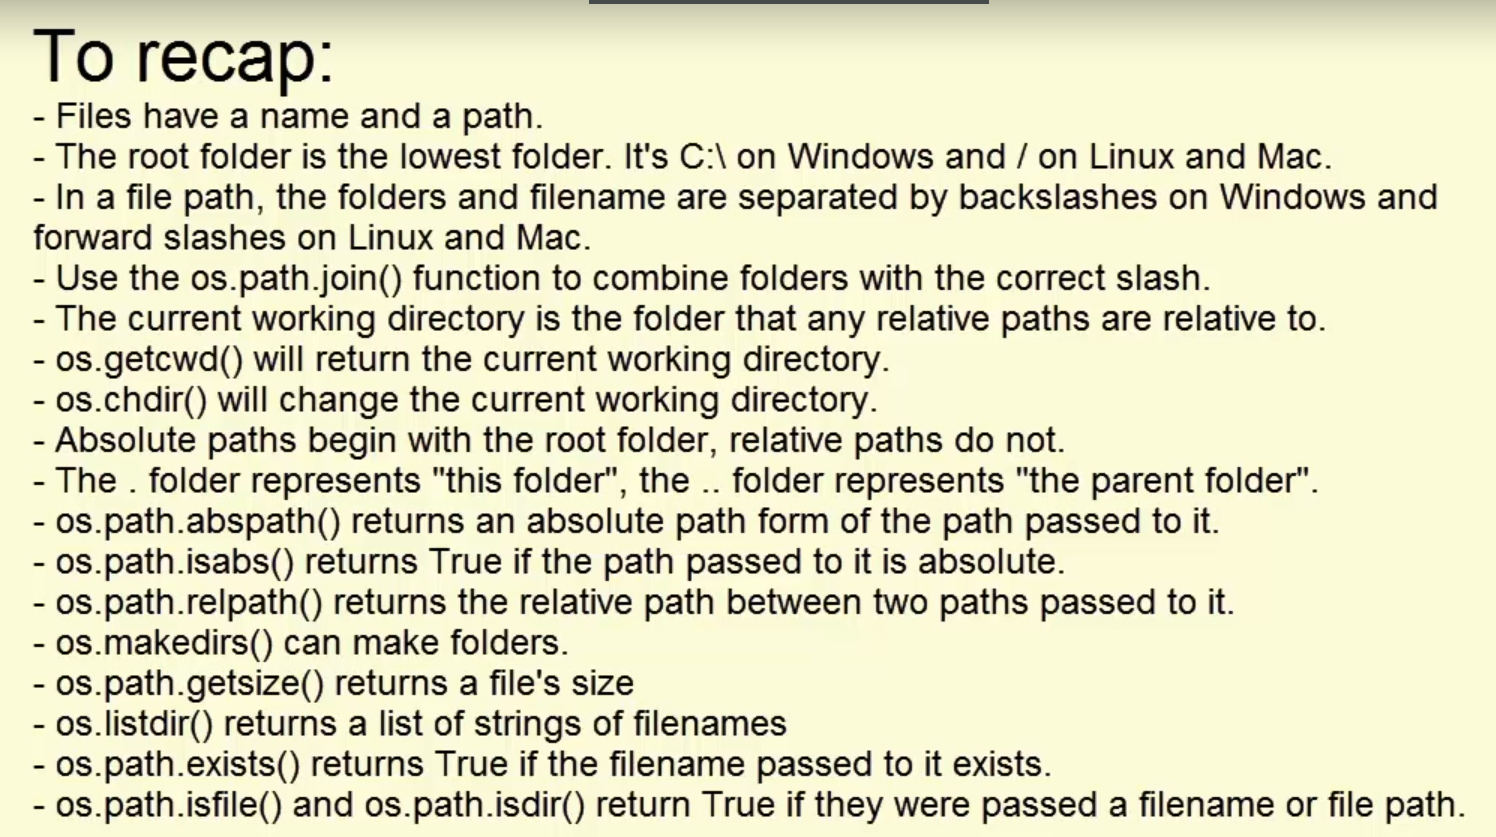 To recap:
- Files have a name and a path.
- The root folder is the lowest folder. It's C:\ on Windows and / on Linux and Mac.
- In a file path, the folders and filename are separated by backslashes on Windows and
forward slashes on Linux and Mac.
- Use the os.path.join() function to combine folders with the correct slash.
- The current working directory is the folder that any relative paths are relative to.
- os.getcwd() will return the current working directory.
- os.chdir() will change the current working directory.
- Absolute paths begin with the root folder, relative paths do not.
- The . folder represents "this folder", the .. folder represents "the parent folder".
- os.path.abspath() returns an absolute path form of the path passed to it.
- os.path.isabs() returns True if the path passed to it is absolute.
- os.path.relpath() returns the relative path between two paths passed to it.
- os.makedirs() can make folders.
- os.path.getsize() returns a file's size
- os.listdir() returns a list of strings of filenames
- os.path.exists() returns True if the filename passed to it exists.
- os.path.isfile() and os.path.isdir() return True if they were passed a filename or file path.